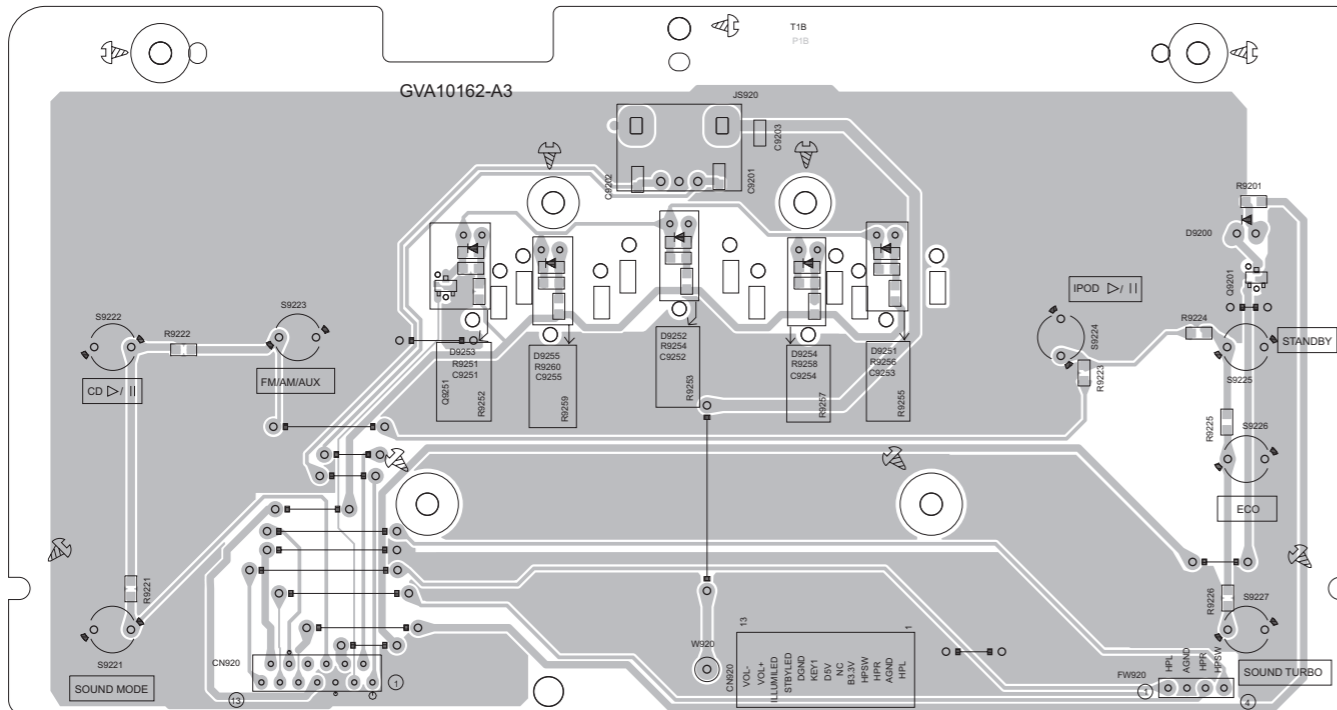 T1B
P1B
GVA10162-A3
JS920
C9203
C9202
C9201
R9201
D9200
Q9201
IPOD ▷/ ||
S9224
R9224
STANDBY
S9225
R9223
S9222
R9222
S9223
CD ▷/ ||
FM/AM/AUX
D9253
R9251
C9251
Q9251
R9252
D9255
R9260
C9255
R9259
D9252
R9254
C9252
R9253
D9254
R9258
C9254
R9257
D9251
R9256
C9253
R9255
R9225
S9226
ECO
R9221
S9221
SOUND MODE
CN920
13
1
W920
CN920
13
1
VOL-
VOL+
ILLUMILED
STBYLED
DGND
KEY1
D5V
NC
B3.3V
HPSW
HPR
AGND
HPL
R9226
S9227
SOUND TURBO
FW920
HPL
AGND
HPR
HPSW
4